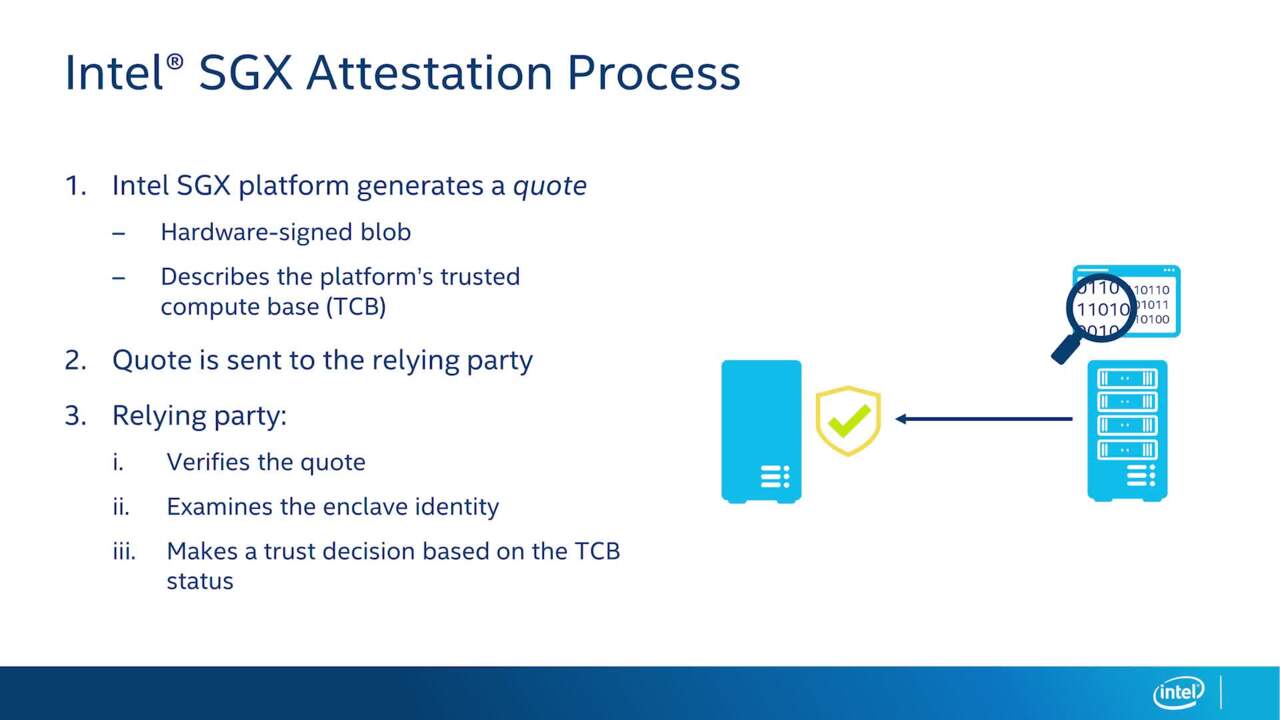 Intel® SGX Attestation Process
1. Intel SGX platform generates a quote
– Hardware-signed blob
– Describes the platform’s trusted
compute base (TCB)
2. Quote is sent to the relying party
3. Relying party:
i. Verifies the quote
ii. Examines the enclave identity
iii. Makes a trust decision based on the TCB
status
0110 110110
11010 01011
0010 10100
intel